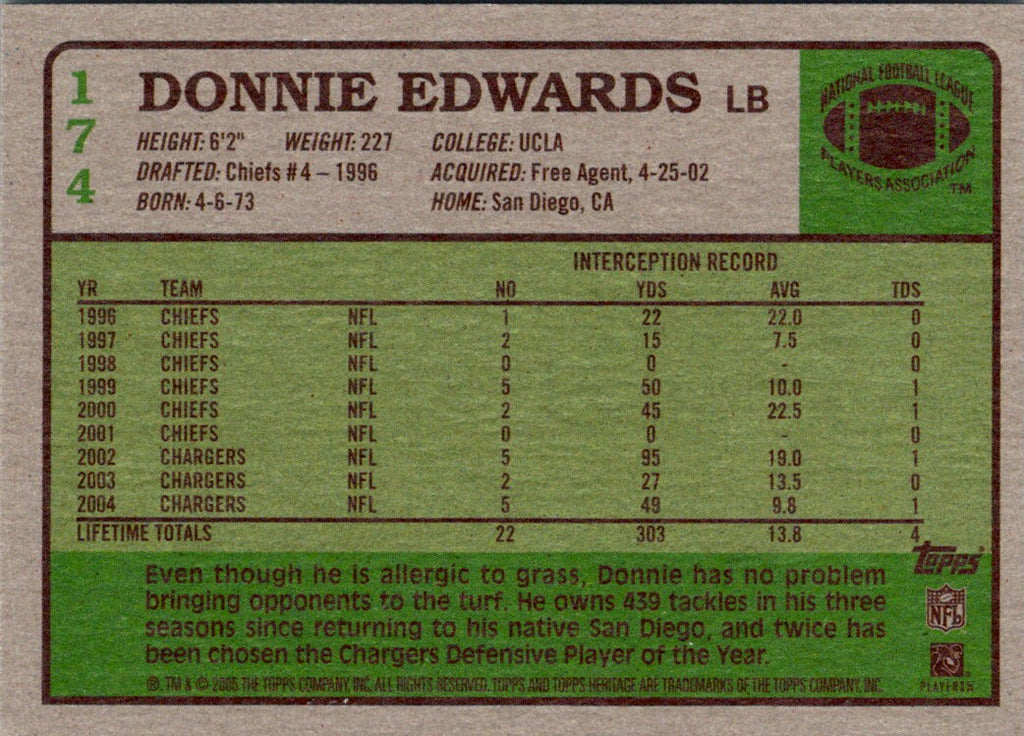 174
DONNIE EDWARDS LB
HEIGHT: 6'2" WEIGHT: 227 COLLEGE: UCLA
DRAFTED: Chiefs #4 – 1996 ACQUIRED: Free Agent, 4-25-02
BORN: 4-6-73 HOME: San Diego, CA
NATIONAL FOOTBALL LEAGUE
PLAYERS ASSOCIATION
TM
INTERCEPTION RECORD
YR TEAM NO YDS AVG TDS
1996 CHIEFS NFL 1 22 22.0 0
1997 CHIEFS NFL 2 15 7.5 0
1998 CHIEFS NFL 0 0 - 0
1999 CHIEFS NFL 5 50 10.0 1
2000 CHIEFS NFL 2 45 22.5 1
2001 CHIEFS NFL 0 0 - 0
2002 CHARGERS NFL 5 95 19.0 1
2003 CHARGERS NFL 2 27 13.5 0
2004 CHARGERS NFL 5 49 9.8 1
LIFETIME TOTALS 22 303 13.8 4
topps
Even though he is allergic to grass, Donnie has no problem
bringing opponents to the turf. He owns 439 tackles in his three
seasons since returning to his native San Diego, and twice has
been chosen the Chargers Defensive Player of the Year.
NFL
PLAYERS
®, TM & © 2005 THE TOPPS COMPANY, INC. ALL RIGHTS RESERVED. TOPPS AND TOPPS HERITAGE ARE TRADEMARKS OF THE TOPPS COMPANY, INC.